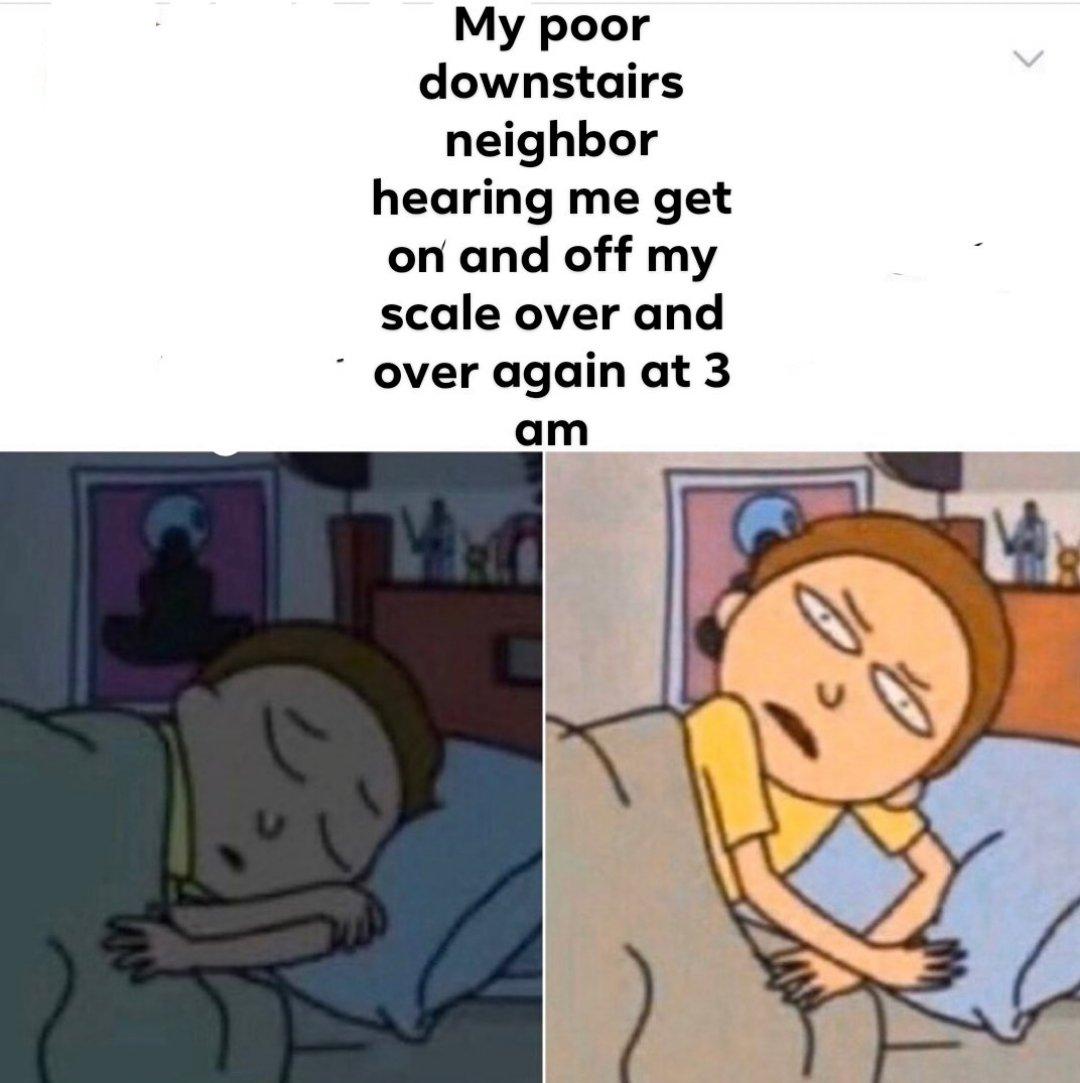 My poor
downstairs
neighbor
hearing me get
on and off my
scale over and
over again at 3
am